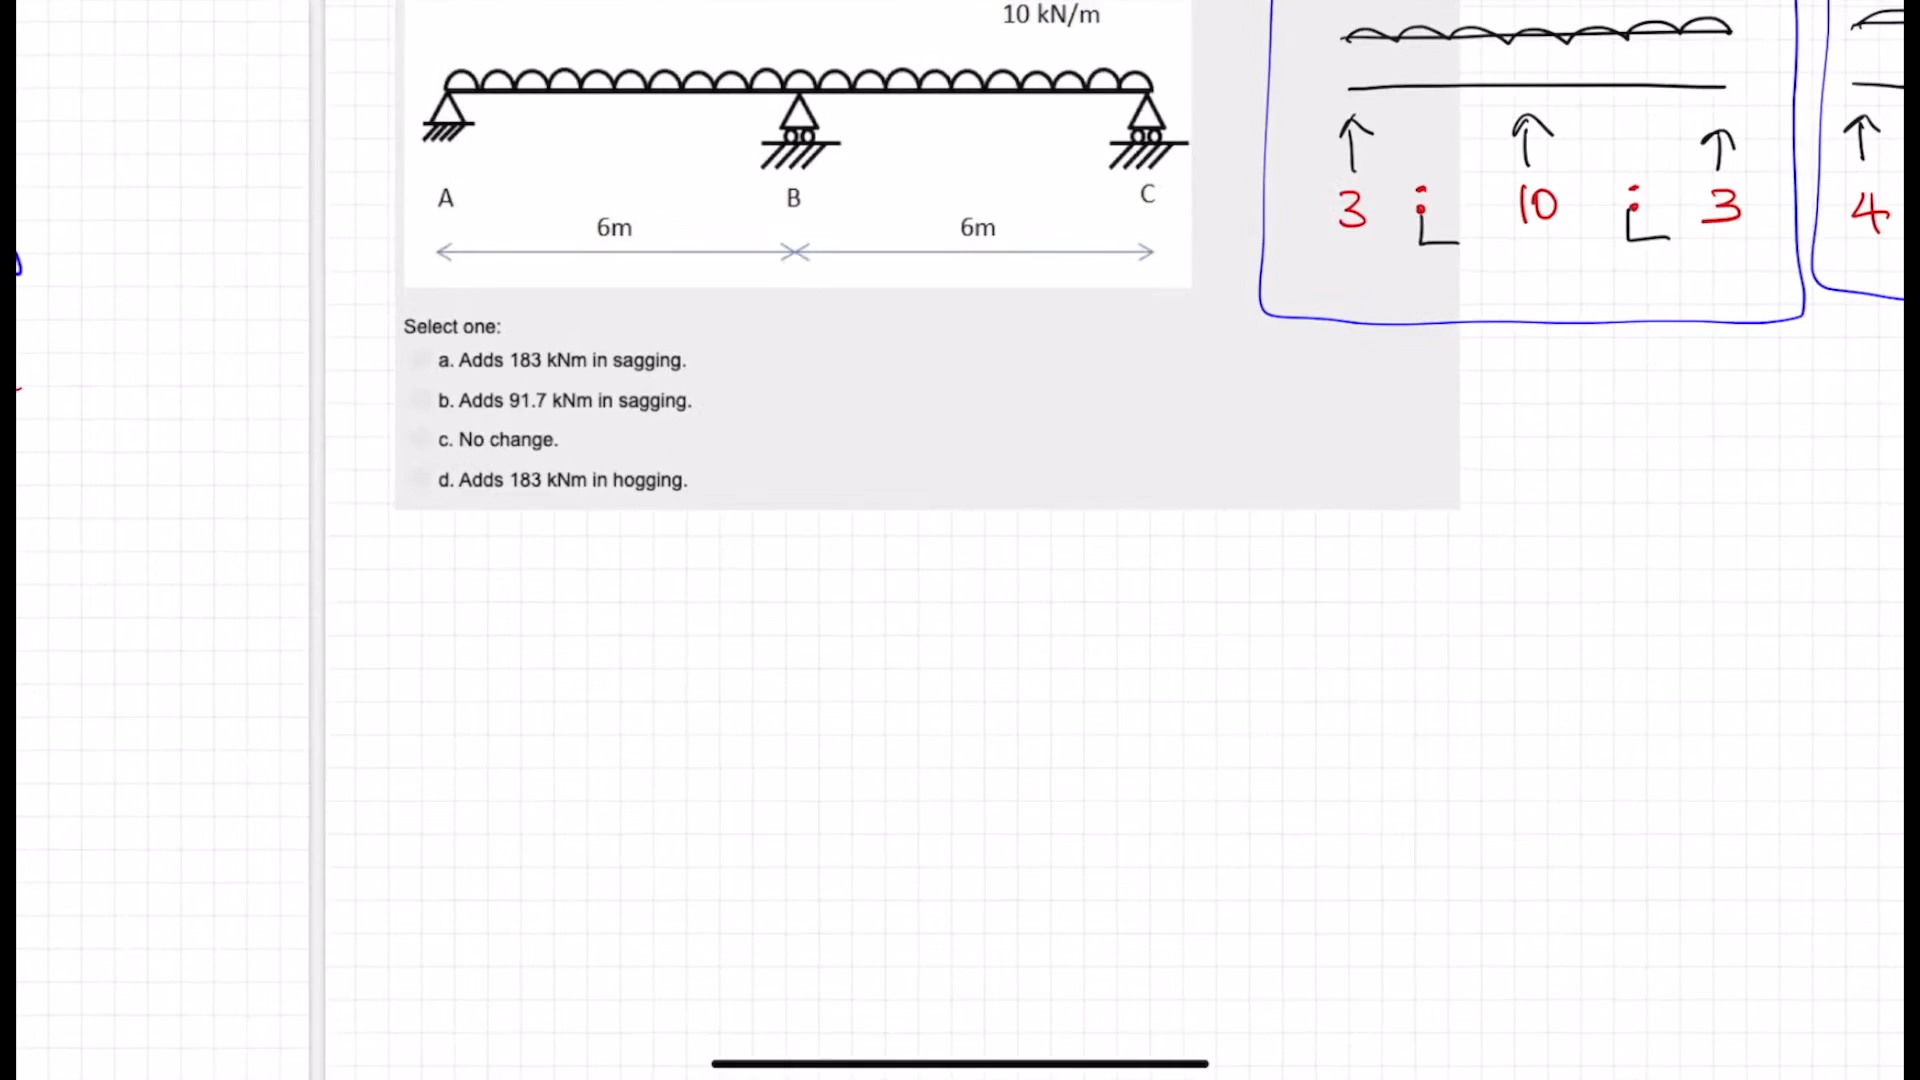 10 kN/m
A B C
6m 6m
Select one:
a. Adds 183 kNm in sagging.
b. Adds 91.7 kNm in sagging.
c. No change.
d. Adds 183 kNm in hogging.
3 : 10 : 3
4